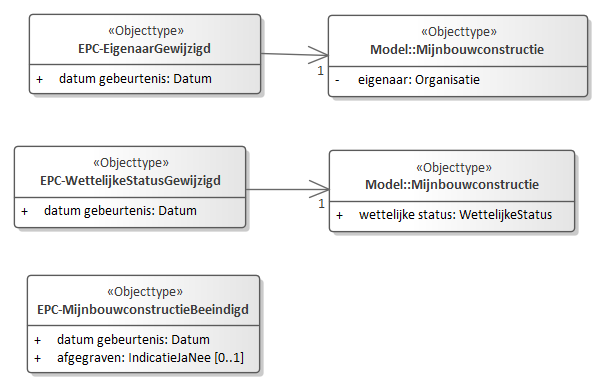 «Objecttype»
EPC-EigenaarGewijzigd
+ datum gebeurtenis: Datum
1
«Objecttype»
Model::Mijnbouwconstructie
- eigenaar: Organisatie
«Objecttype»
EPC-WettelijkeStatusGewijzigd
+ datum gebeurtenis: Datum
1
«Objecttype»
Model::Mijnbouwconstructie
+ wettelijke status: WettelijkeStatus
«Objecttype»
EPC-MijnbouwconstructieBeeindigd
+ datum gebeurtenis: Datum
+ afgegraven: IndicatieJaNee [0..1]